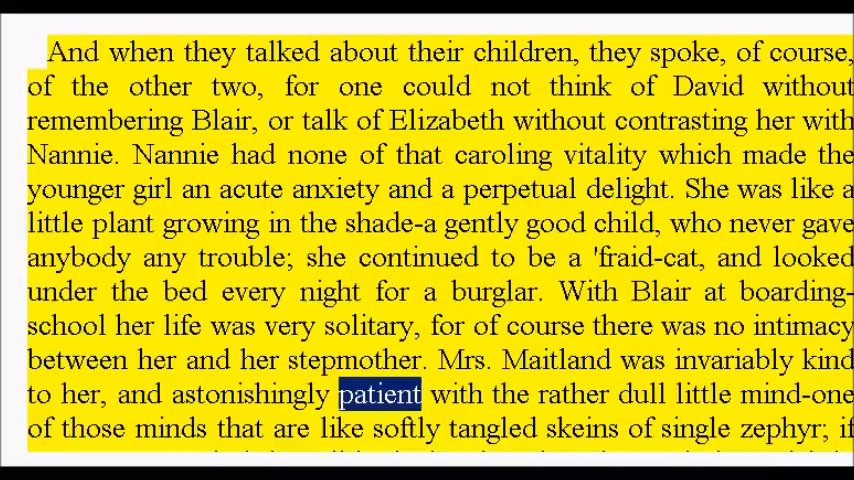 And when they talked about their children, they spoke, of course,
of the other two, for one could not think of David without
remembering Blair, or talk of Elizabeth without contrasting her with
Nannie. Nannie had none of that caroling vitality which made the
younger girl an acute anxiety and a perpetual delight. She was like a
little plant growing in the shade-a gently good child, who never gave
anybody any trouble; she continued to be a 'fraid-cat, and looked
under the bed every night for a burglar. With Blair at boarding-
school her life was very solitary, for of course there was no intimacy
between her and her stepmother. Mrs. Maitland was invariably kind
to her, and astonishingly patient with the rather dull little mind-one
of those minds that are like softly tangled skeins of single zephyr; if